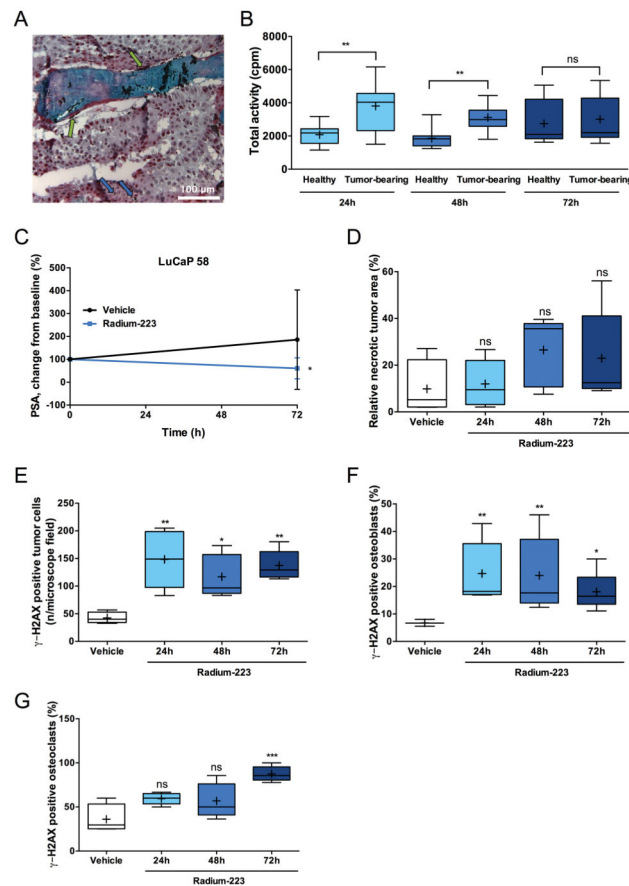 A
100 µm
B
Total activity (cpm)
8000
6000
4000
2000
0
**
**
ns
Healthy Tumor-bearing Healthy Tumor-bearing Healthy Tumor-bearing
24h 48h 72h
C
LuCaP 58
PSA, change from baseline (%)
500
400
300
200
100
0
-100
Vehicle
Radium-223
*
0 24 48 72
Time (h)
D
Relative necrotic tumor area (%)
60
40
20
0
ns
ns
ns
Vehicle 24h 48h 72h
Radium-223
E
γ-H2AX positive tumor cells
(n/microscope field)
250
200
150
100
50
0
**
*
**
Vehicle 24h 48h 72h
Radium-223
F
γ-H2AX positive osteoblasts (%)
50
40
30
20
10
0
**
**
*
Vehicle 24h 48h 72h
Radium-223
G
γ-H2AX positive osteoclasts (%)
150
100
50
0
ns
ns
***
Vehicle 24h 48h 72h
Radium-223